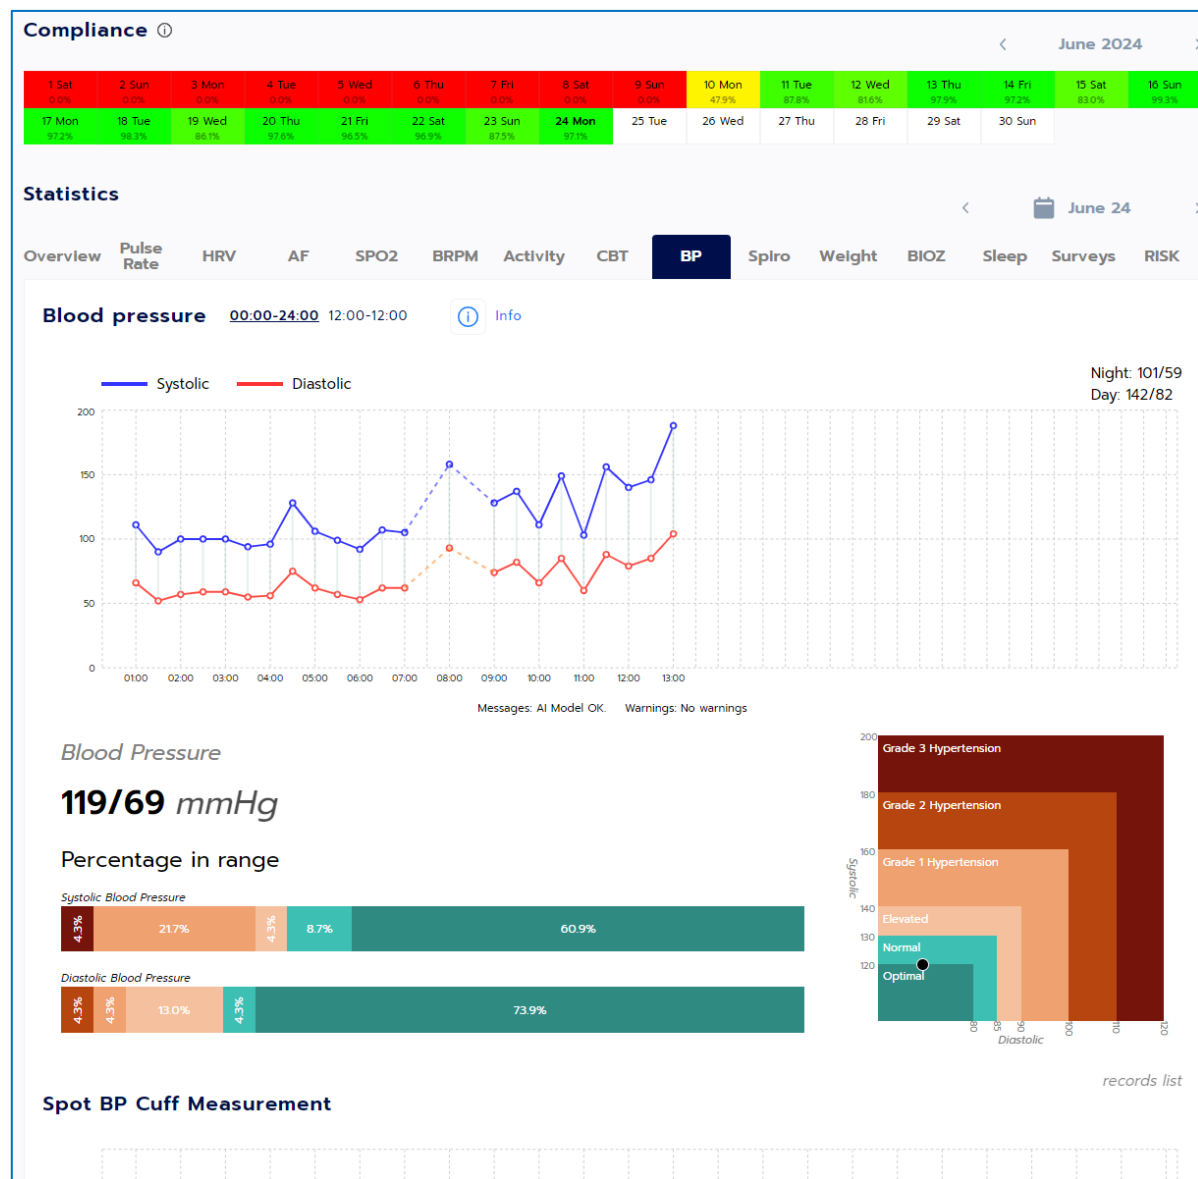 Compliance
June 2024
1 Sat 2 Sun 3 Mon 4 Tue 5 Wed 6 Thu 7 Fri 8 Sat 9 Sun 10 Mon 11 Tue 12 Wed 13 Thu 14 Fri 15 Sat 16 Sun
0.0% 0.0% 0.0% 0.0% 0.0% 0.0% 0.0% 0.0% 0.0% 47.9% 87.8% 81.6% 97.9% 97.2% 83.0% 99.3%
17 Mon 18 Tue 19 Wed 20 Thu 21 Fri 22 Sat 23 Sun 24 Mon 25 Tue 26 Wed 27 Thu 28 Fri 29 Sat 30 Sun
97.2% 98.3% 86.1% 97.6% 96.5% 96.9% 87.5% 97.1%
Statistics
June 24
Overview Pulse Rate HRV AF SPO2 BRPM Activity CBT BP Spiro Weight BIOZ Sleep Surveys RISK
Blood pressure 00:00-24:00 12:00-12:00 Info
Systolic Diastolic
Night: 101/59
Day: 142/82
200
150
100
50
0
01:00 02:00 03:00 04:00 05:00 06:00 07:00 08:00 09:00 10:00 11:00 12:00 13:00
Messages: AI Model OK. Warnings: No warnings
Blood Pressure
119/69 mmHg
Percentage in range
Systolic Blood Pressure
4.3% 21.7% 4.3% 8.7% 60.9%
Diastolic Blood Pressure
4.3% 4.3% 13.0% 4.3% 73.9%
200
Grade 3 Hypertension
180
Grade 2 Hypertension
160
Grade 1 Hypertension
Systolic
140
Elevated
130
Normal
120
Optimal
80 85 90 100 110 120
Diastolic
records list
Spot BP Cuff Measurement